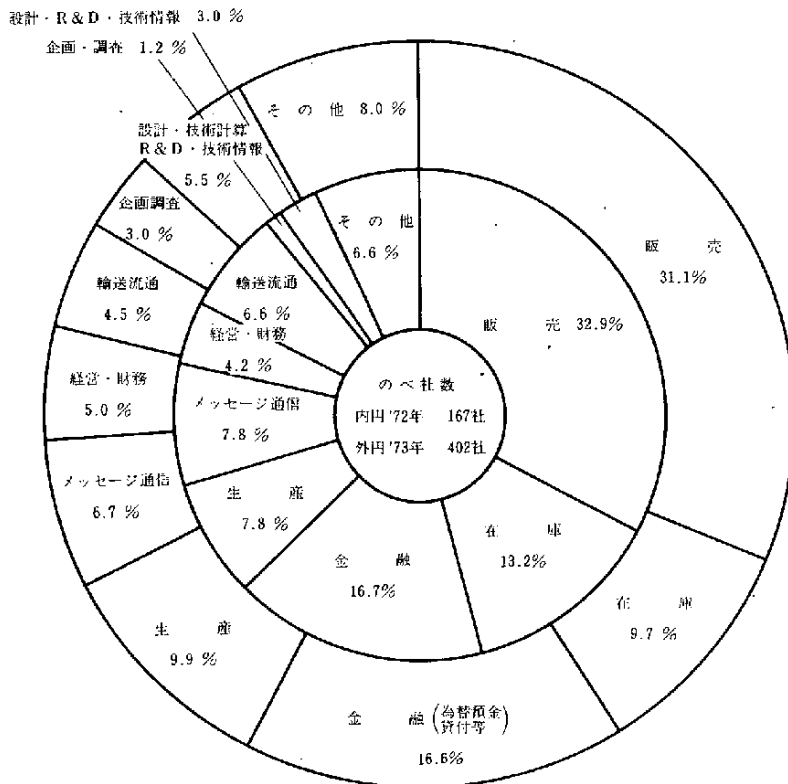 設計・R＆D・技術情報 3.0 %
企画・調査 1.2 %
その他 8.0 %
設計・技術計算
R＆D・技術情報
5.5 %
企画調査
3.0 %
その他
6.6 %
販売
31.1%
輸送流通
4.5 %
輸送流通
6.6 %
販売 32.9%
経営・財務
4.2 %
経営・財務
5.0 %
のべ社数
内円 '72年 167社
外円 '73年 402社
メッセージ通信
7.8 %
メッセージ通信
6.7 %
生産
7.8 %
在庫
13.2%
金融
16.7%
在庫
9.7 %
生産
9.9 %
金融(為替預金貸付等)
16.6%